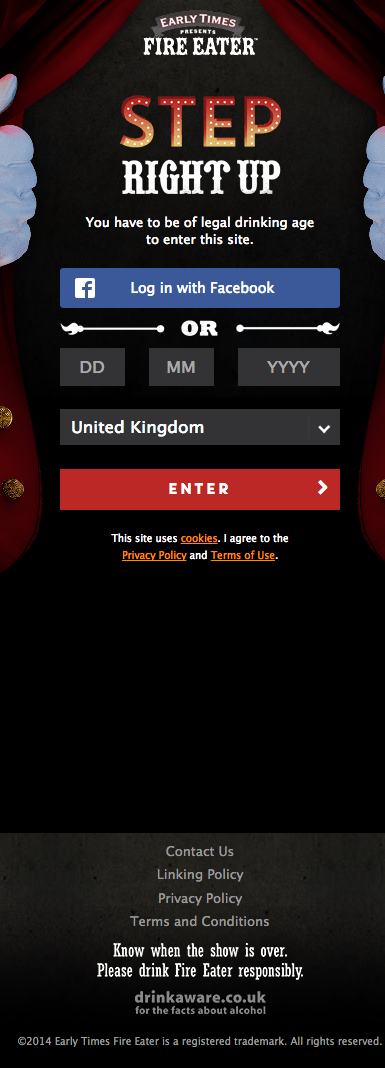 EARLY TIMES
PRESENTS
FIRE EATER™
STEP
RIGHT UP
You have to be of legal drinking age
to enter this site.
f Log in with Facebook
OR
DD MM YYYY
United Kingdom
ENTER
This site uses cookies. I agree to the
Privacy Policy and Terms of Use.
Contact Us
Linking Policy
Privacy Policy
Terms and Conditions
Know when the show is over.
Please drink Fire Eater responsibly.
drinkaware.co.uk
for the facts about alcohol
©2014 Early Times Fire Eater is a registered trademark. All rights reserved.